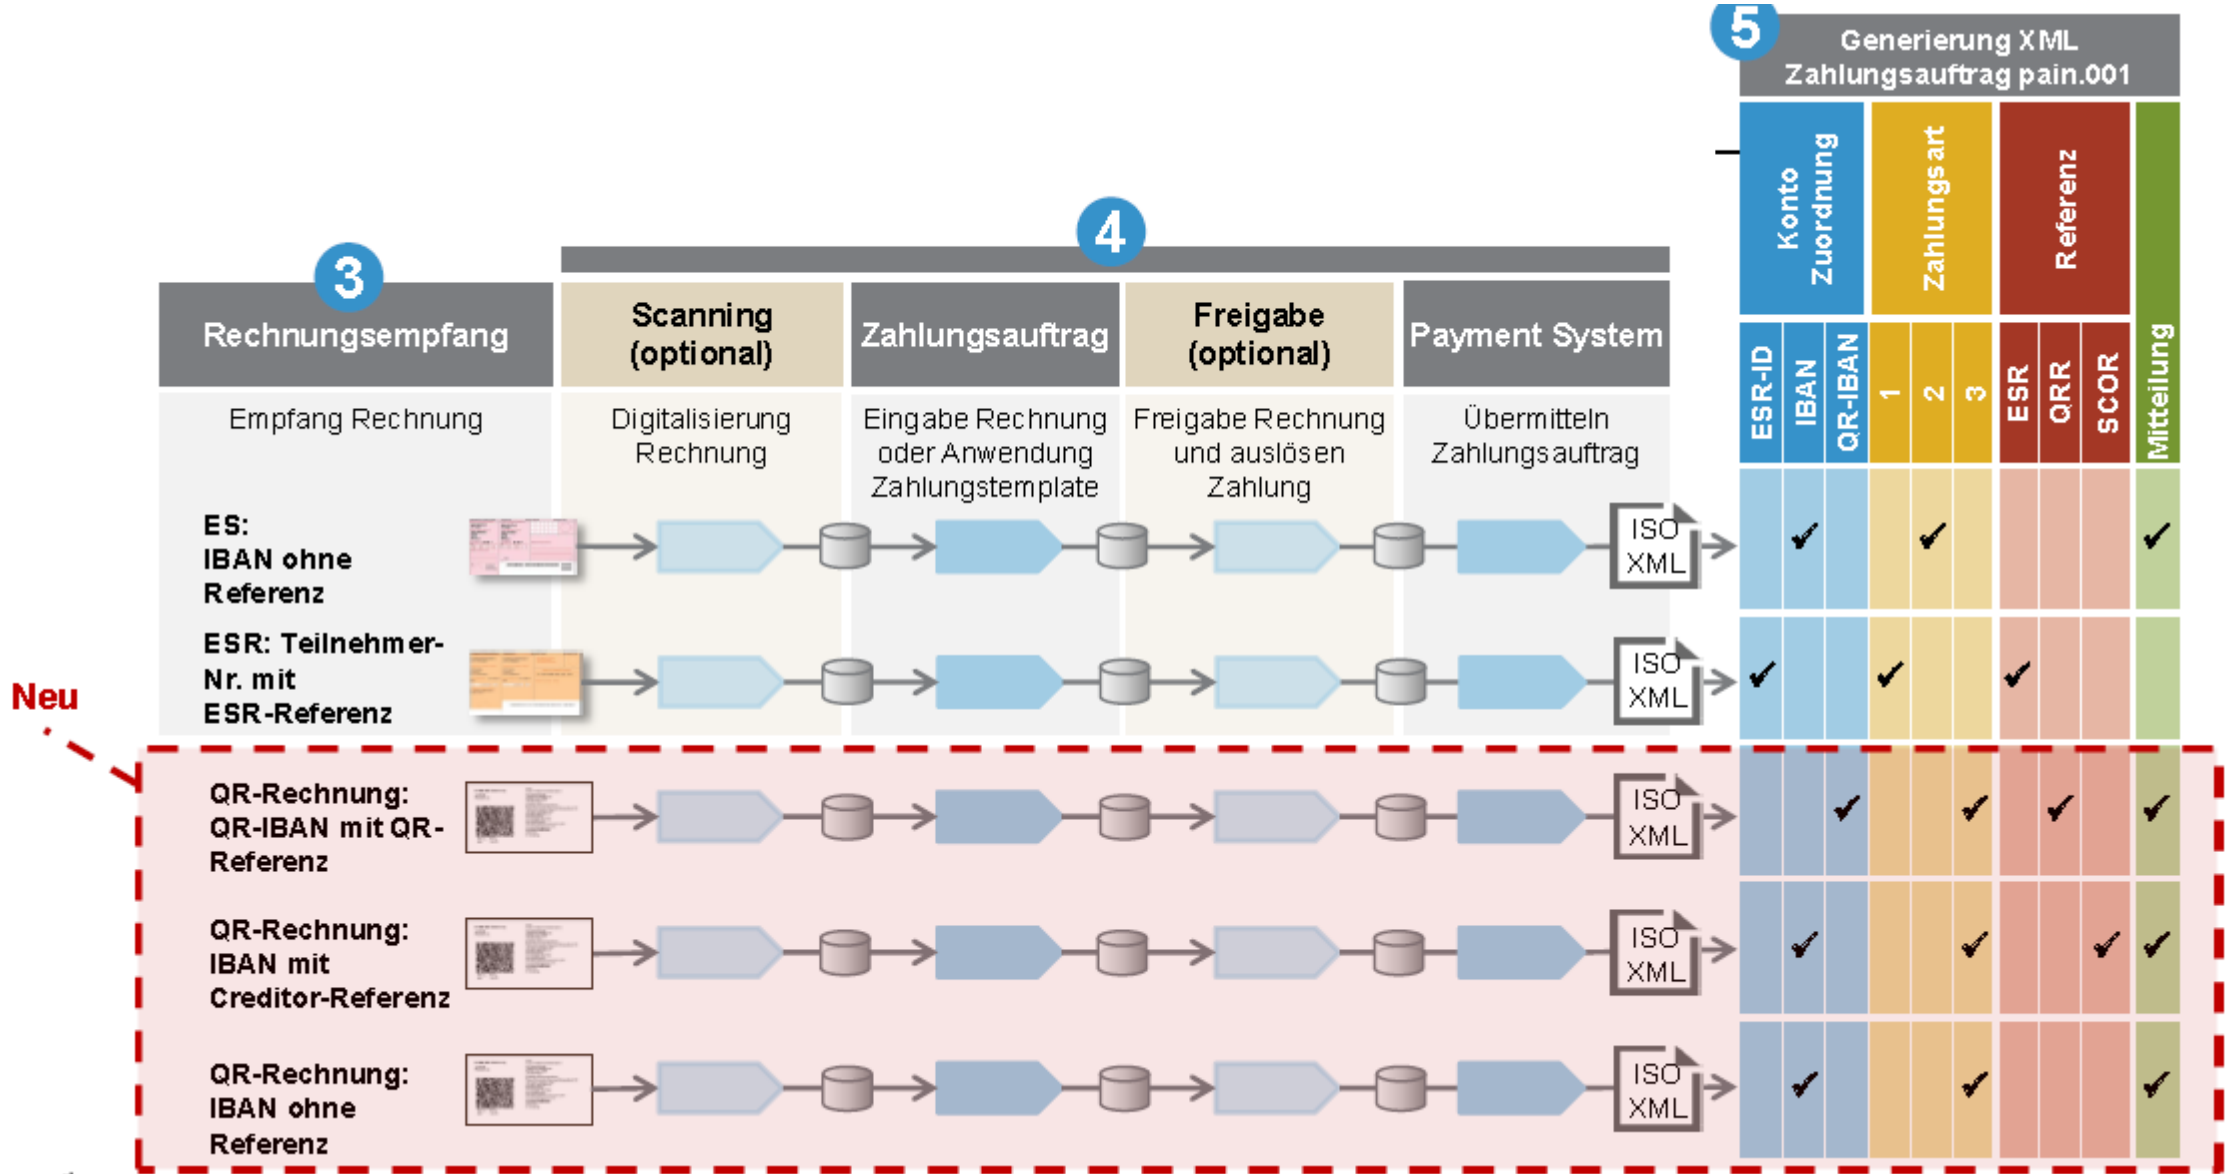 5
Generierung XML
Zahlungsauftrag pain.001
Konto
Zuordnung
Zahlungsart
Referenz
Mitteilung
ESR-ID
IBAN
QR-IBAN
1
2
3
ESR
QRR
SCOR
3
4
Rechnungsempfang
Scanning
(optional)
Zahlungsauftrag
Freigabe
(optional)
Payment System
Empfang Rechnung
Digitalisierung
Rechnung
Eingabe Rechnung
oder Anwendung
Zahlungstemplate
Freigabe Rechnung
und auslösen
Zahlung
Übermitteln
Zahlungsauftrag
ES:
IBAN ohne
Referenz
ISO
XML
ESR: Teilnehmer-
Nr. mit
ESR-Referenz
ISO
XML
Neu
QR-Rechnung:
QR-IBAN mit QR-
Referenz
ISO
XML
QR-Rechnung:
IBAN mit
Creditor-Referenz
ISO
XML
QR-Rechnung:
IBAN ohne
Referenz
ISO
XML